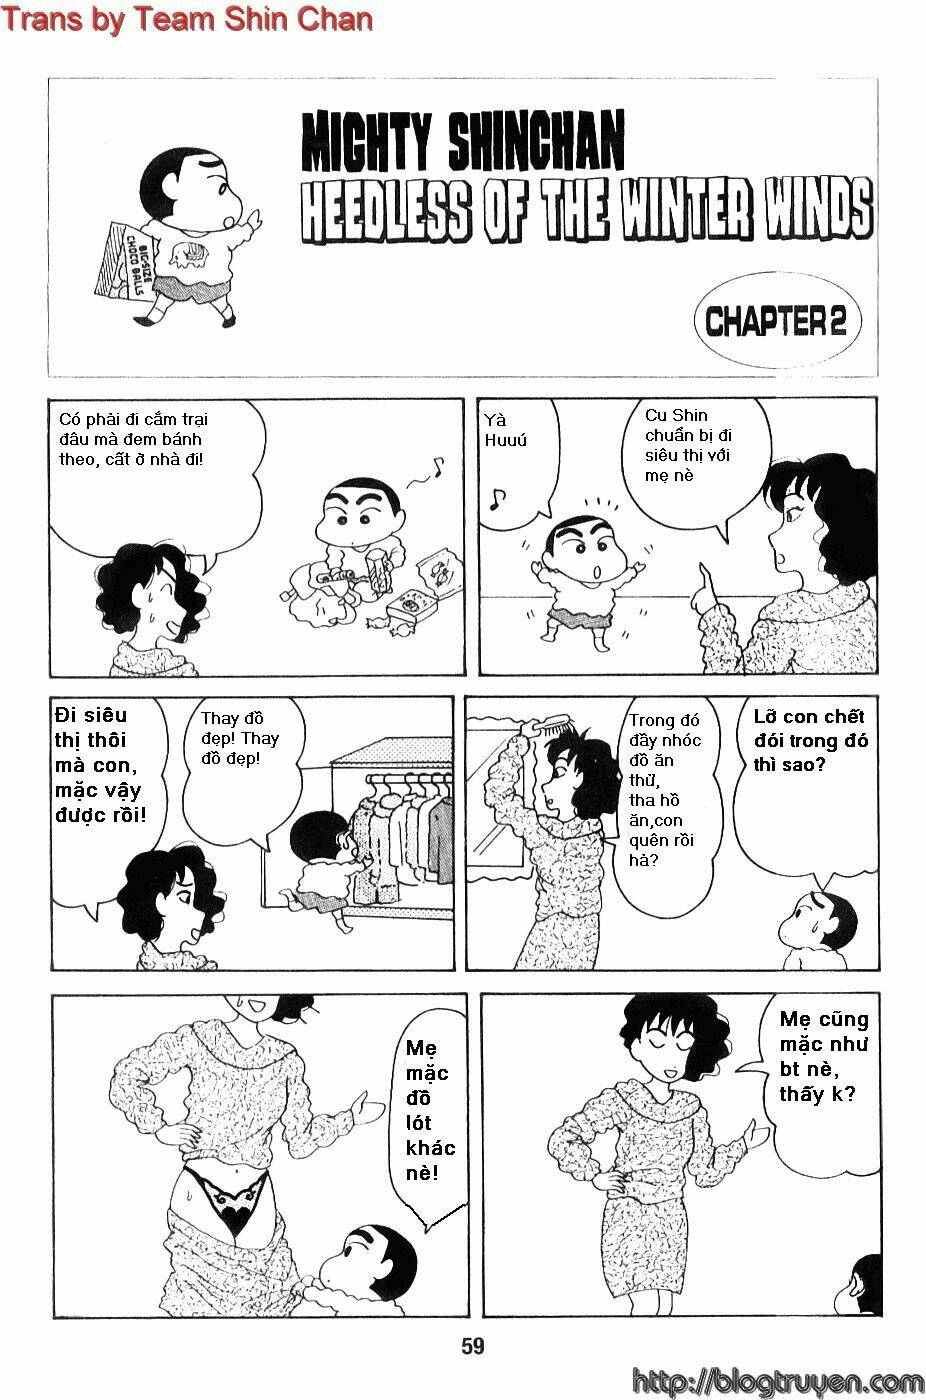 Trans by Team Shin Chan
MIGHTY SHINCHAN
HEEDLESS OF THE WINTER WINDS
BIG-SIZE
CHOCO BALLS
CHAPTER 2
Cu Shin
chuẩn bị đi
siêu thị với
mẹ nè
Yà
Huuú
Có phải đi cắm trại
đâu mà đem bánh
theo, cất ở nhà đi!
Lỡ con chết
đói trong đó
thì sao?
Trong đó
đầy nhóc
đồ ăn
thử,
tha hồ
ăn,con
quên rồi
hả?
Thay đồ
đẹp! Thay
đồ đẹp!
Đi siêu
thị thôi
mà con,
mặc vậy
được rồi!
Mẹ cũng
mặc như
bt nè,
thấy k?
Mẹ
mặc
đồ
lót
khác
nè!
59
http://blogtruyen.com